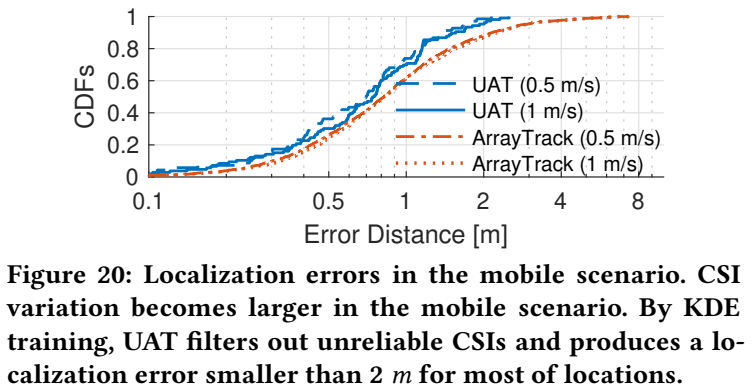 1
0.8
0.6
0.4
0.2
0
CDFs
UAT (0.5 m/s)
UAT (1 m/s)
ArrayTrack (0.5 m/s)
ArrayTrack (1 m/s)
0.1 0.5 1 2 4 8
Error Distance [m]
Figure 20: Localization errors in the mobile scenario. CSI
variation becomes larger in the mobile scenario. By KDE
training, UAT filters out unreliable CSIs and produces a lo-
calization error smaller than 2 m for most of locations.